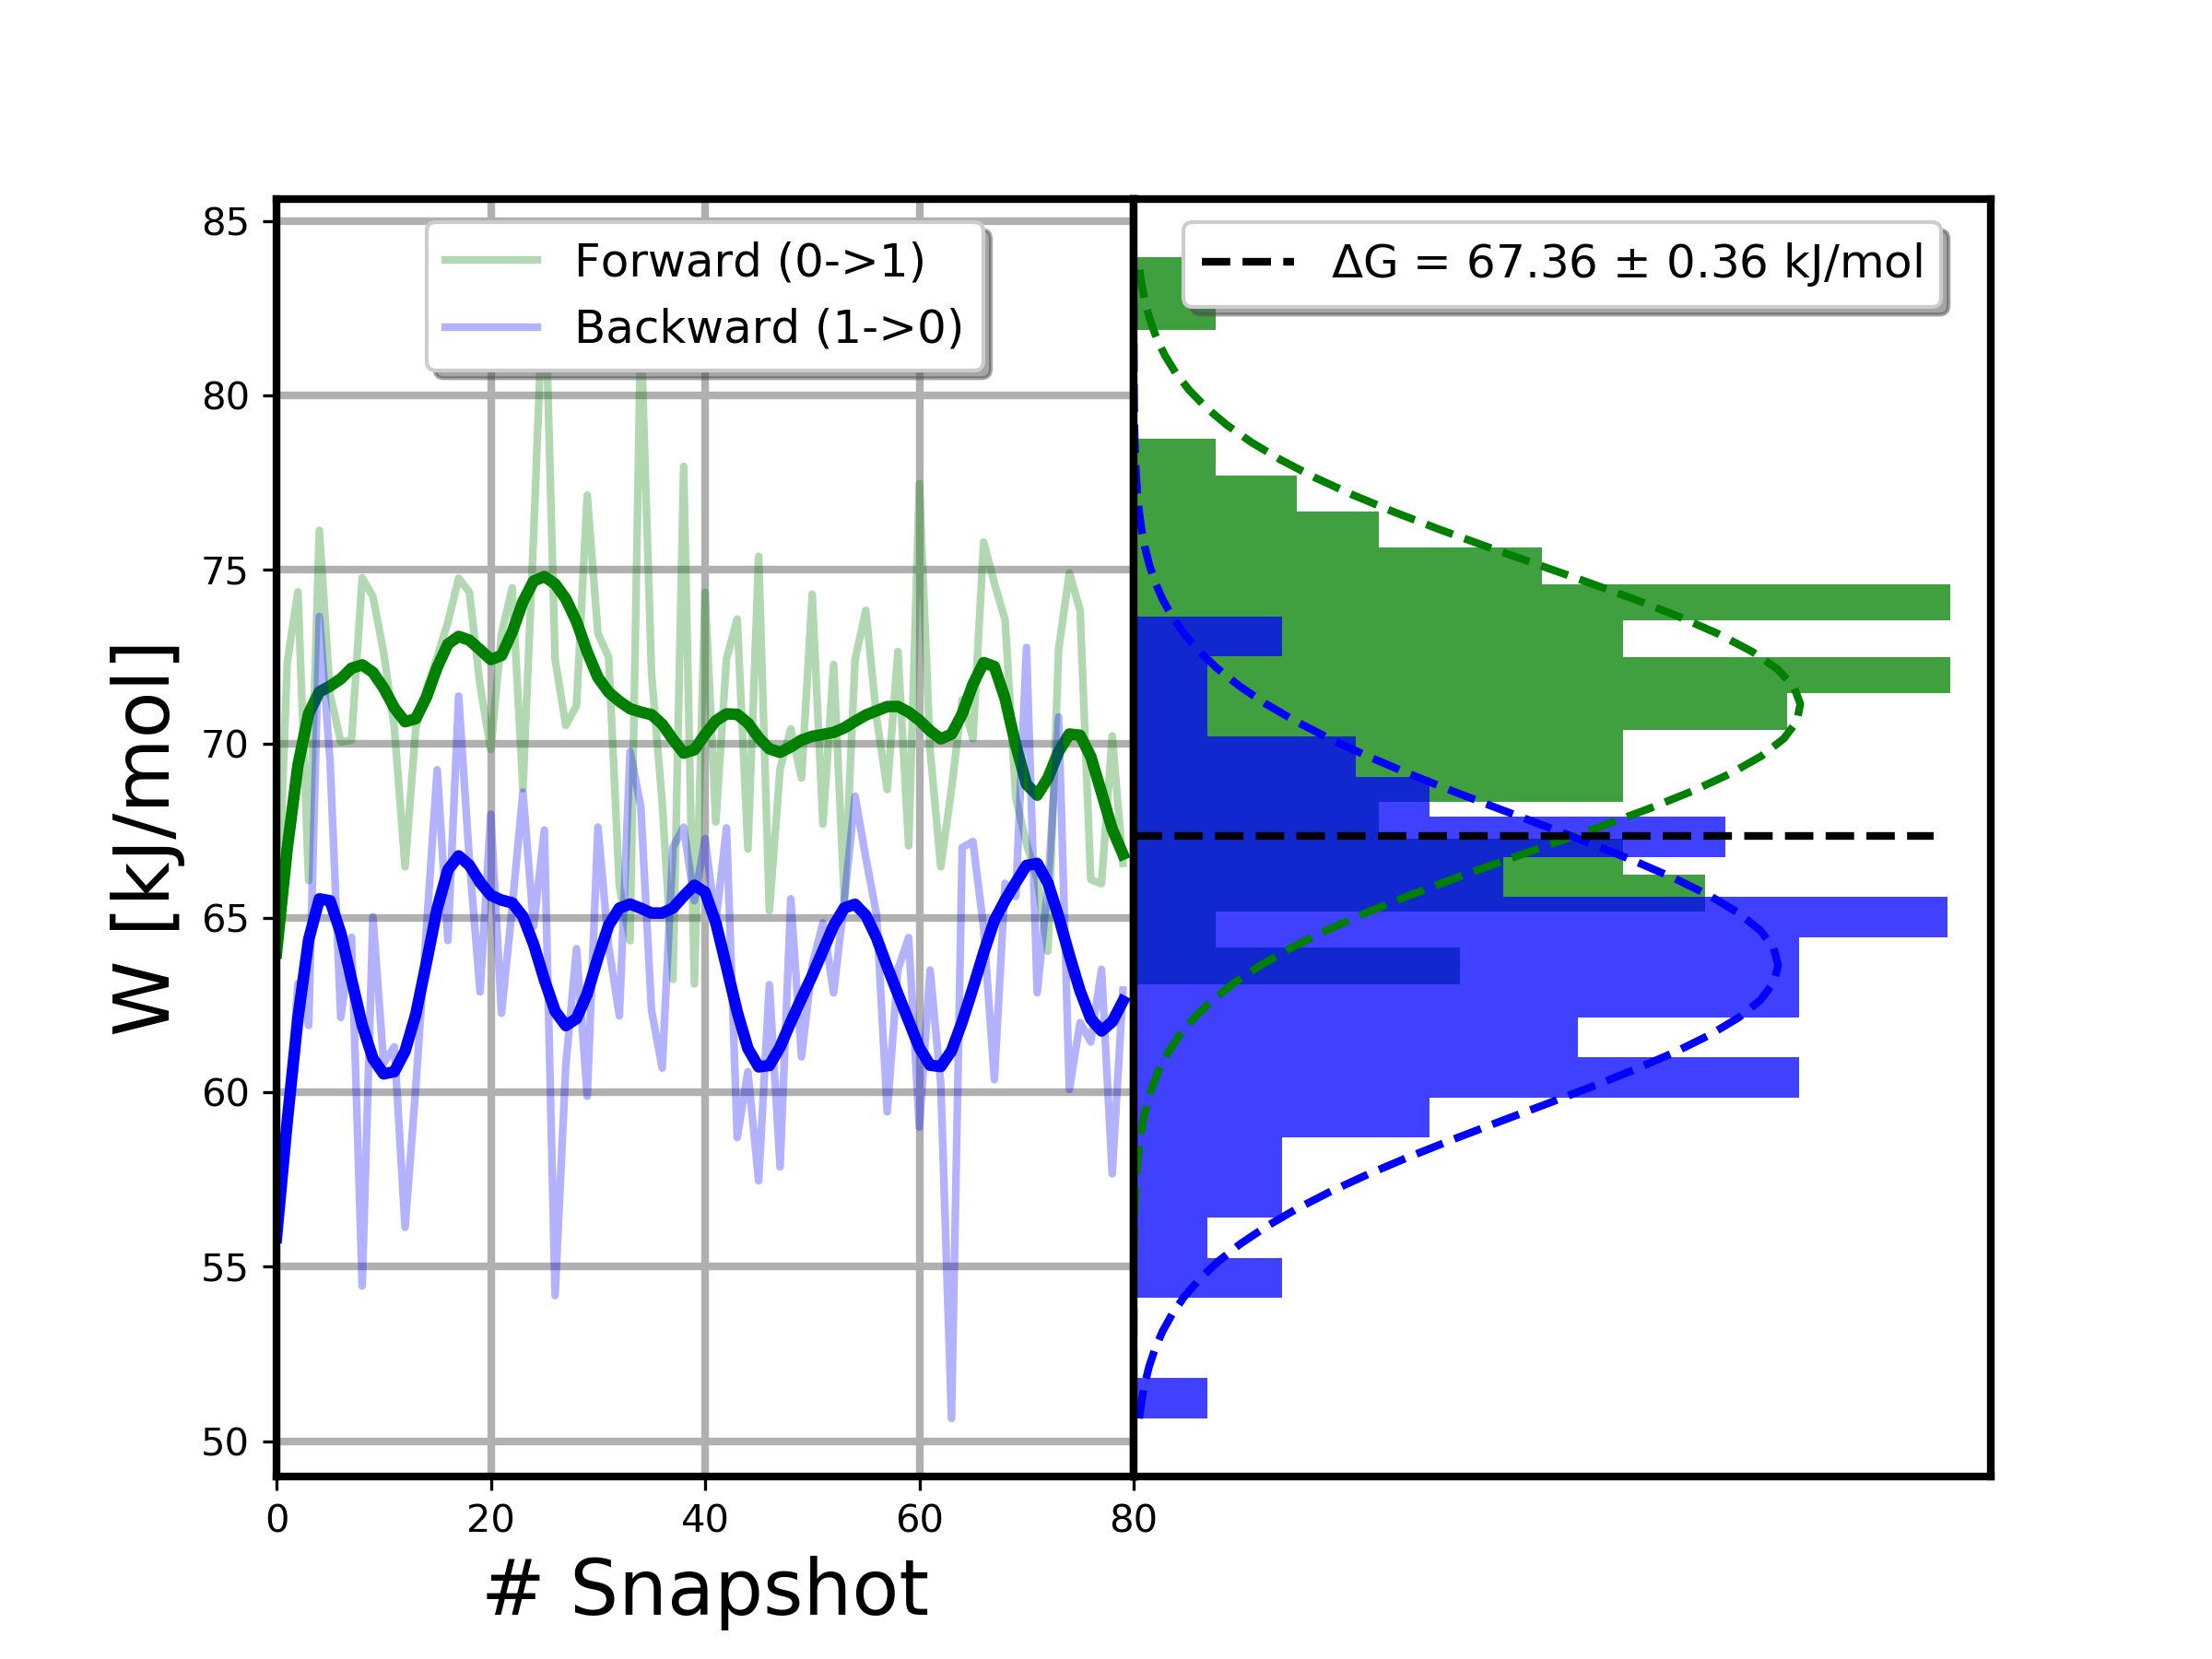 85
80
75
70
65
60
55
50
W [kJ/mol]
Forward (0->1)
Backward (1->0)
ΔG = 67.36 ± 0.36 kJ/mol
0 20 40 60 80
# Snapshot